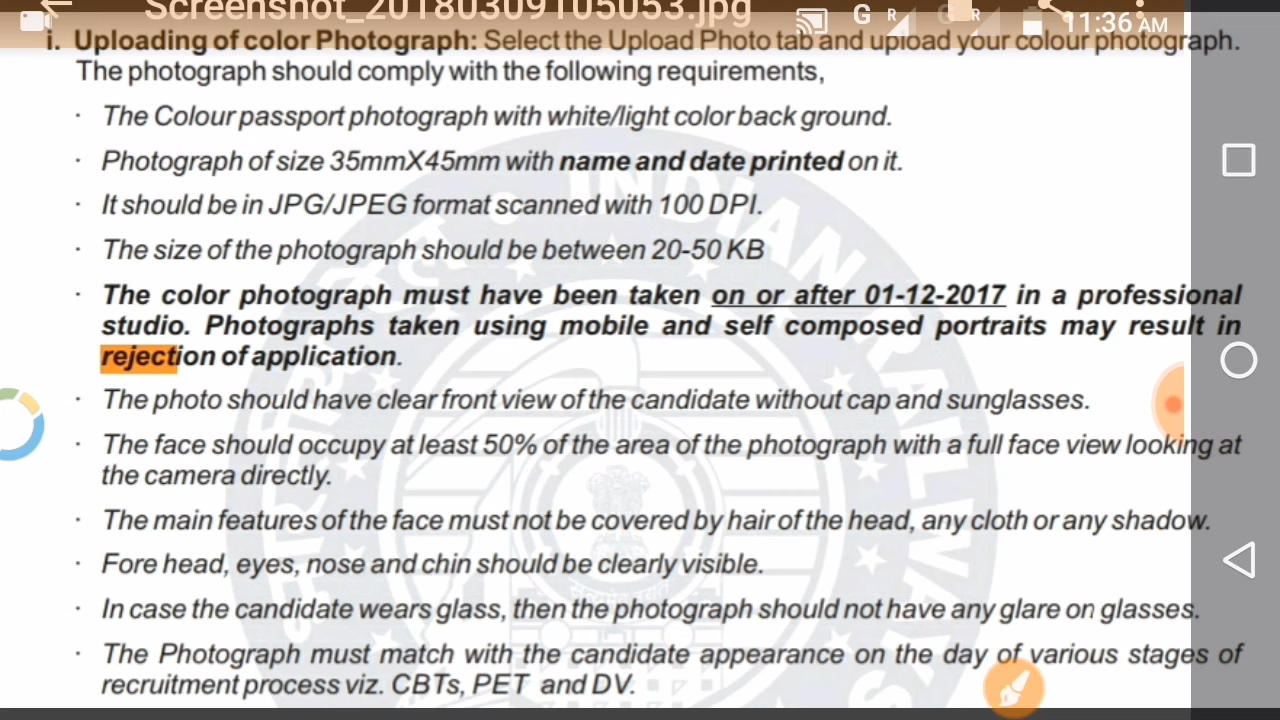 Screenshot_20180309105053.jpg
G R G R 11:36 AM
i. Uploading of color Photograph: Select the Upload Photo tab and upload your colour photograph.
The photograph should comply with the following requirements,
· The Colour passport photograph with white/light color back ground.
· Photograph of size 35mmX45mm with name and date printed on it.
· It should be in JPG/JPEG format scanned with 100 DPI.
· The size of the photograph should be between 20-50 KB
· The color photograph must have been taken on or after 01-12-2017 in a professional
studio. Photographs taken using mobile and self composed portraits may result in
rejection of application.
· The photo should have clear front view of the candidate without cap and sunglasses.
· The face should occupy at least 50% of the area of the photograph with a full face view looking at
the camera directly.
· The main features of the face must not be covered by hair of the head, any cloth or any shadow.
· Fore head, eyes, nose and chin should be clearly visible.
· In case the candidate wears glass, then the photograph should not have any glare on glasses.
· The Photograph must match with the candidate appearance on the day of various stages of
recruitment process viz. CBTs, PET and DV.
INDIAN RAILWAYS